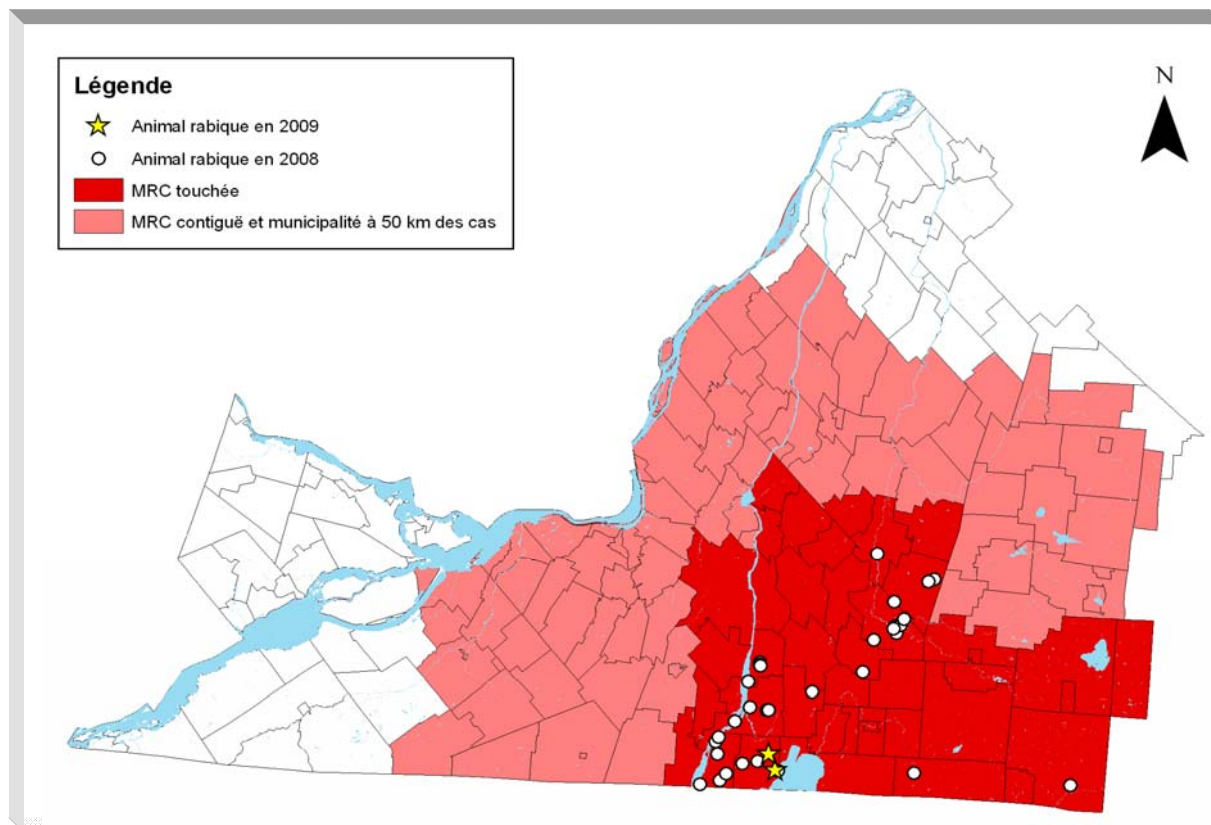 Légende
Animal rabique en 2009
Animal rabique en 2008
MRC touchée
MRC contiguë et municipalité à 50 km des cas
N